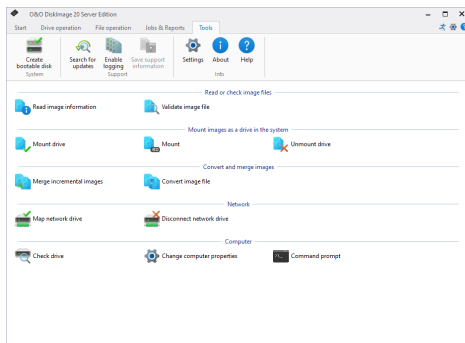 O&O DiskImage 20 Server Edition
Start Drive operation File operation Jobs & Reports Tools
Create bootable disk
Search for updates
Enable logging
Save support information
Settings About Help
System Support Info
Read or check image files
Read image information Validate image file
Mount images as a drive in the system
Mount drive Mount Unmount drive
Convert and merge images
Merge incremental images Convert image file
Network
Map network drive Disconnect network drive
Computer
Check drive Change computer properties Command prompt